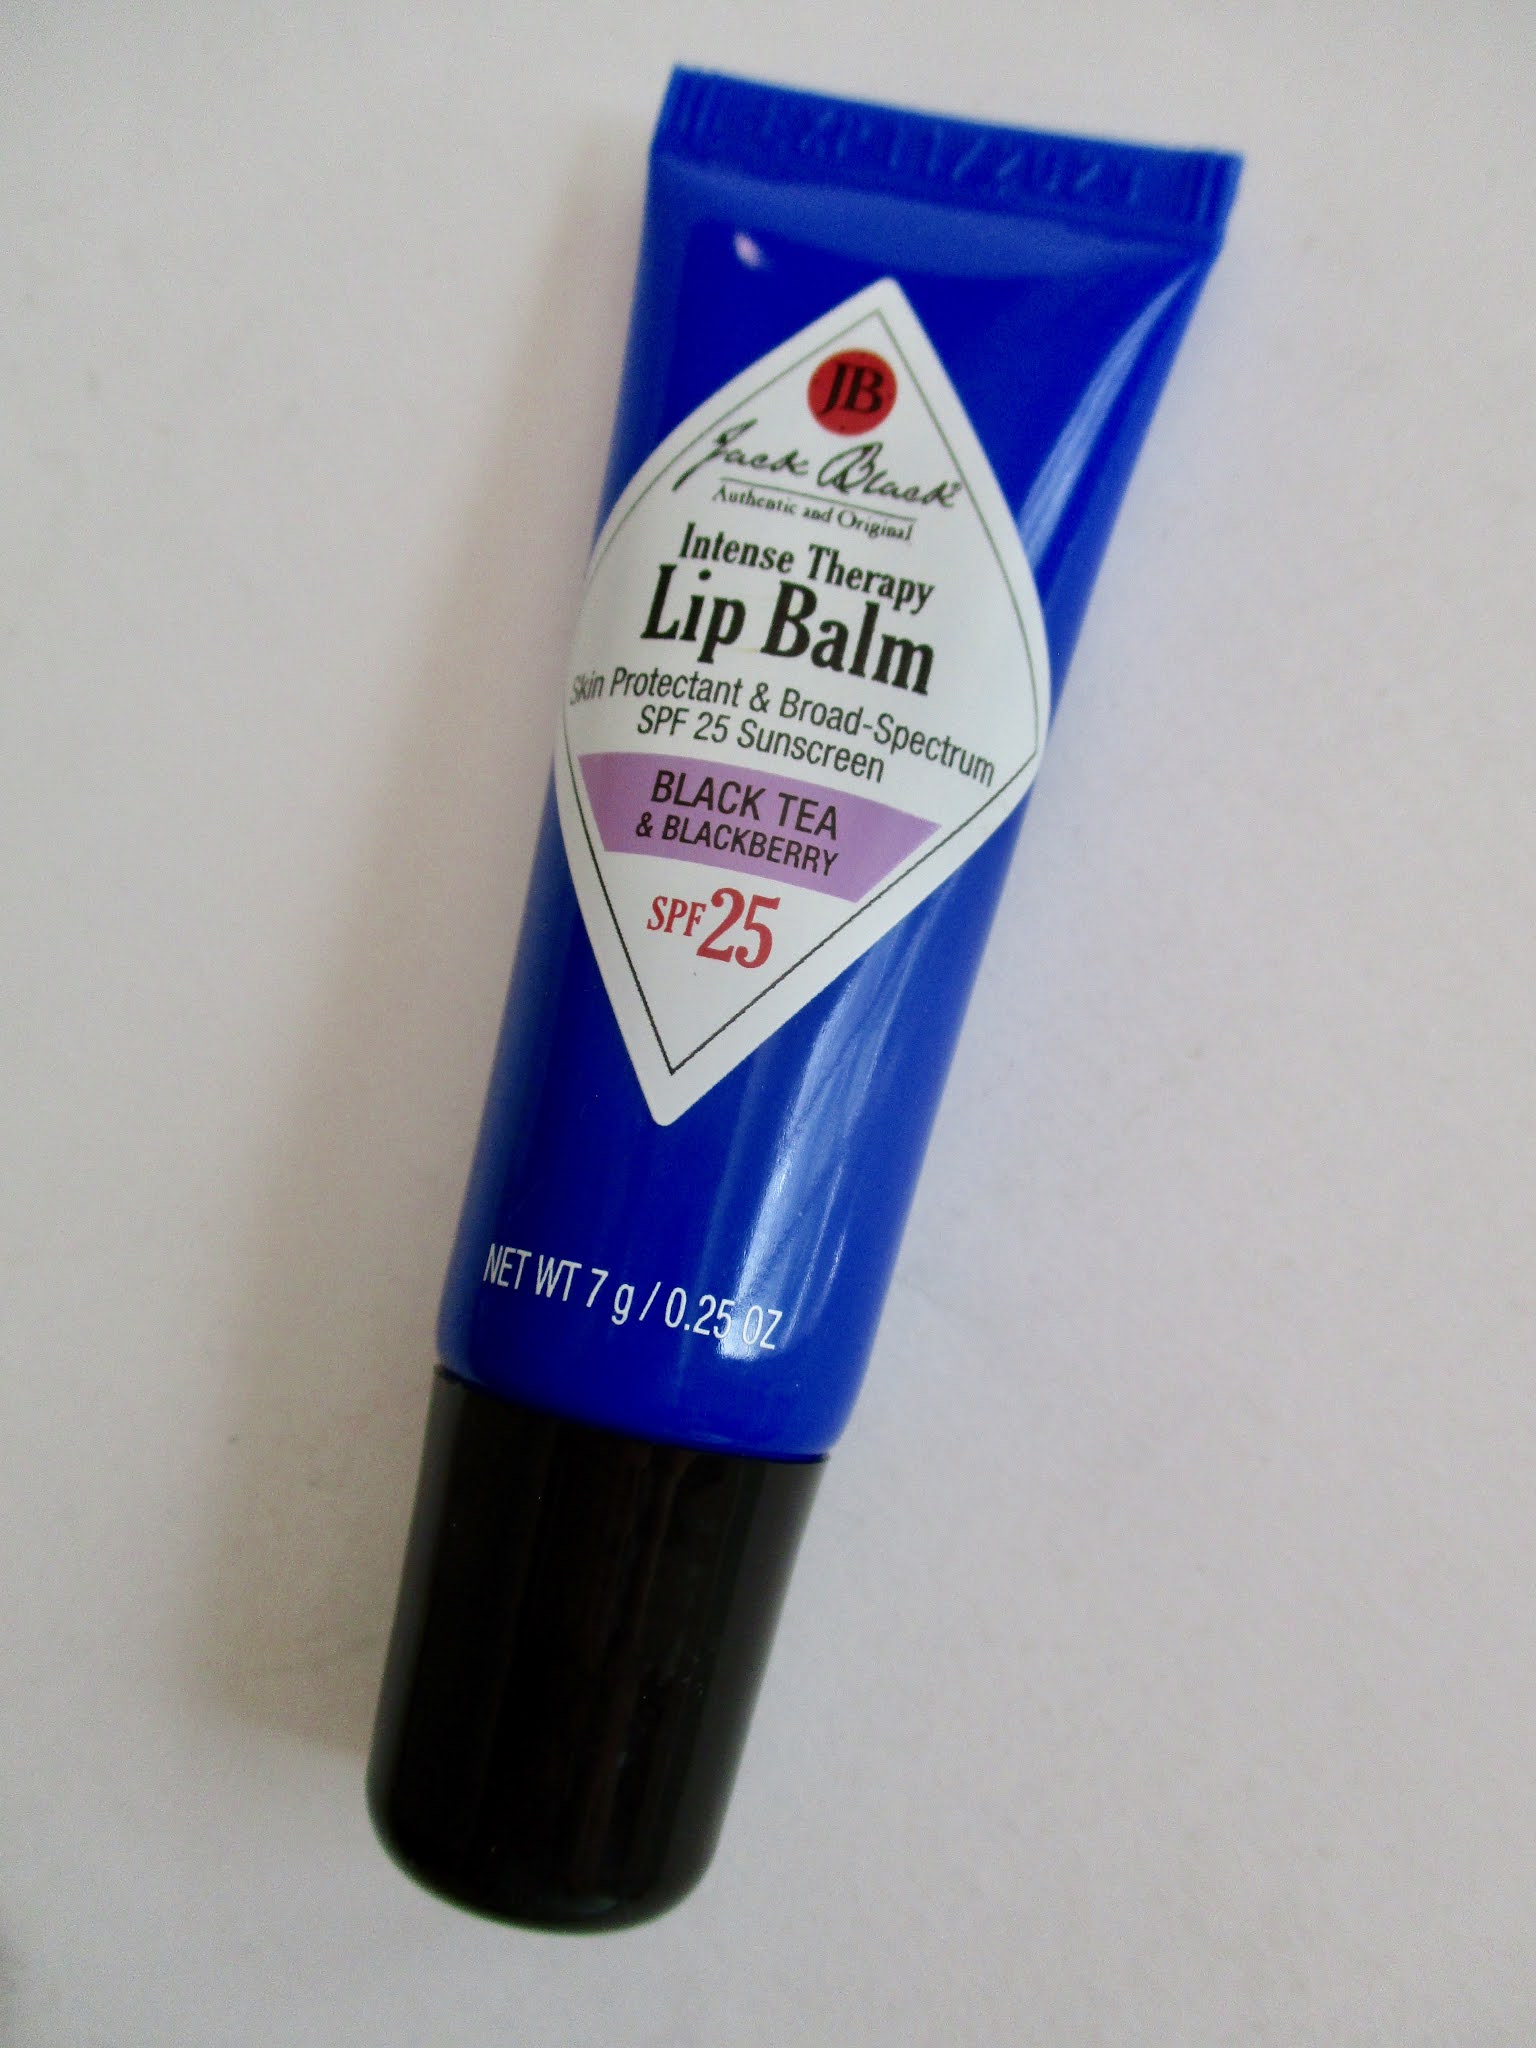 JB
Jack Black
Authentic and Original
Intense Therapy
Lip Balm
Skin Protectant & Broad-Spectrum
SPF 25 Sunscreen
BLACK TEA
& BLACKBERRY
SPF 25
NET WT 7 g / 0.25 OZ